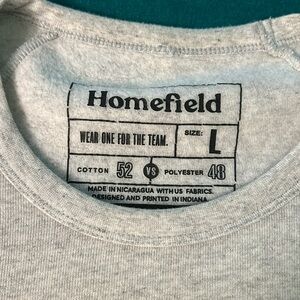 Homefield
WEAR ONE FOR THE TEAM.
SIZE:
L
COTTON 52 VS POLYESTER 48
MADE IN NICARAGUA WITH US FABRICS.
DESIGNED AND PRINTED IN INDIANA.